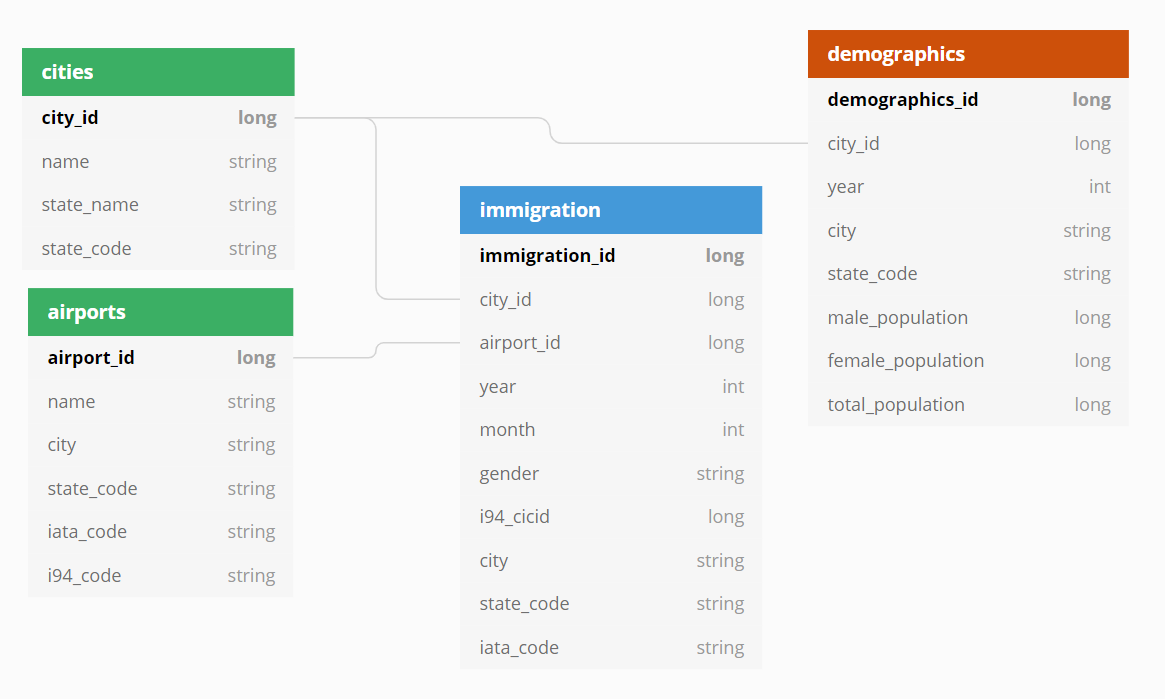 cities
city_id long
name string
state_name string
state_code string
airports
airport_id long
name string
city string
state_code string
iata_code string
i94_code string
immigration
immigration_id long
city_id long
airport_id long
year int
month int
gender string
i94_cicid long
city string
state_code string
iata_code string
demographics
demographics_id long
city_id long
year int
city string
state_code string
male_population long
female_population long
total_population long